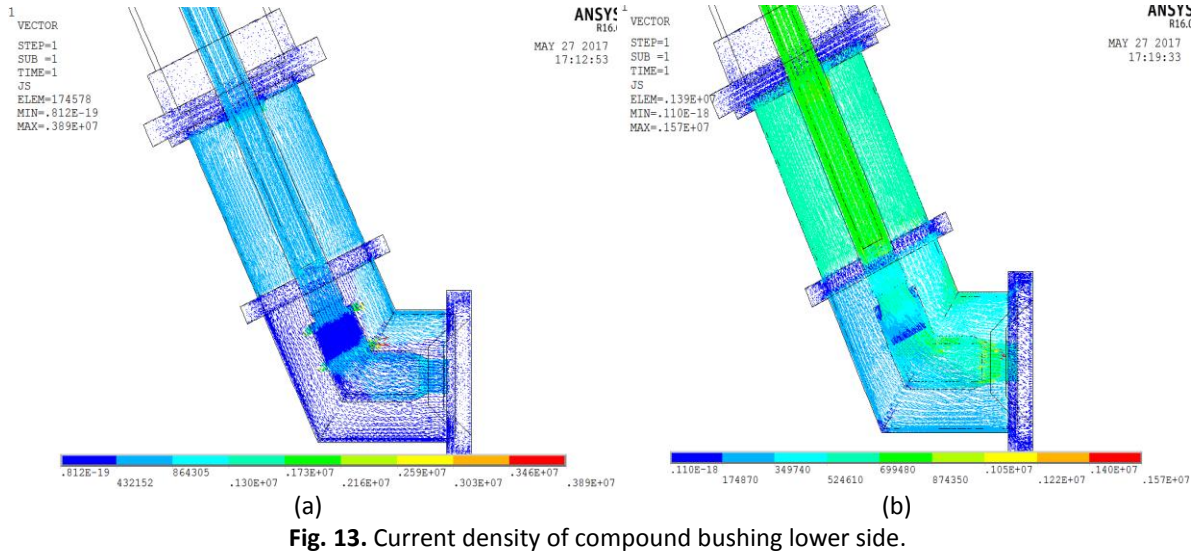 1
VECTOR
STEP=1
SUB =1
TIME=1
JS
ELEM=174578
MIN=.812E-19
MAX=.389E+07
ANSYS
R16.0
MAY 27 2017
17:12:53
.812E-19 864305 .173E+07 .259E+07 .346E+07
432152 .130E+07 .216E+07 .303E+07 .389E+07
(a)
1
VECTOR
STEP=1
SUB =1
TIME=1
JS
ELEM=.139E+07
MIN=.110E-18
MAX=.157E+07
ANSYS
R16.0
MAY 27 2017
17:19:33
.110E-18 349740 699480 .105E+07 .140E+07
174870 524610 874350 .122E+07 .157E+07
(b)
Fig. 13. Current density of compound bushing lower side.